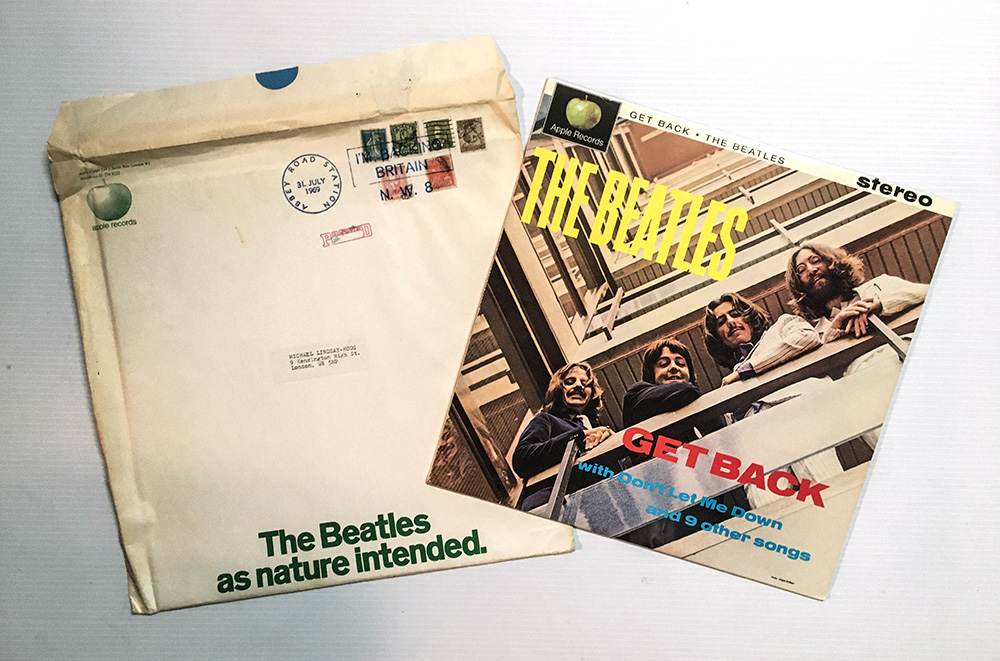 apple records
ABBEY ROAD STATION
31. JULY
1969
I'M BACKING
BRITAIN
N. W. 8
POSTED
MICHAEL LINDSAY-HOGG
9 Kensington High St.
London, W8 5NP
The Beatles
as nature intended.
Apple Records
GET BACK • THE BEATLES
stereo
THE BEATLES
GET BACK
with Don't Let Me Down
and 9 other songs